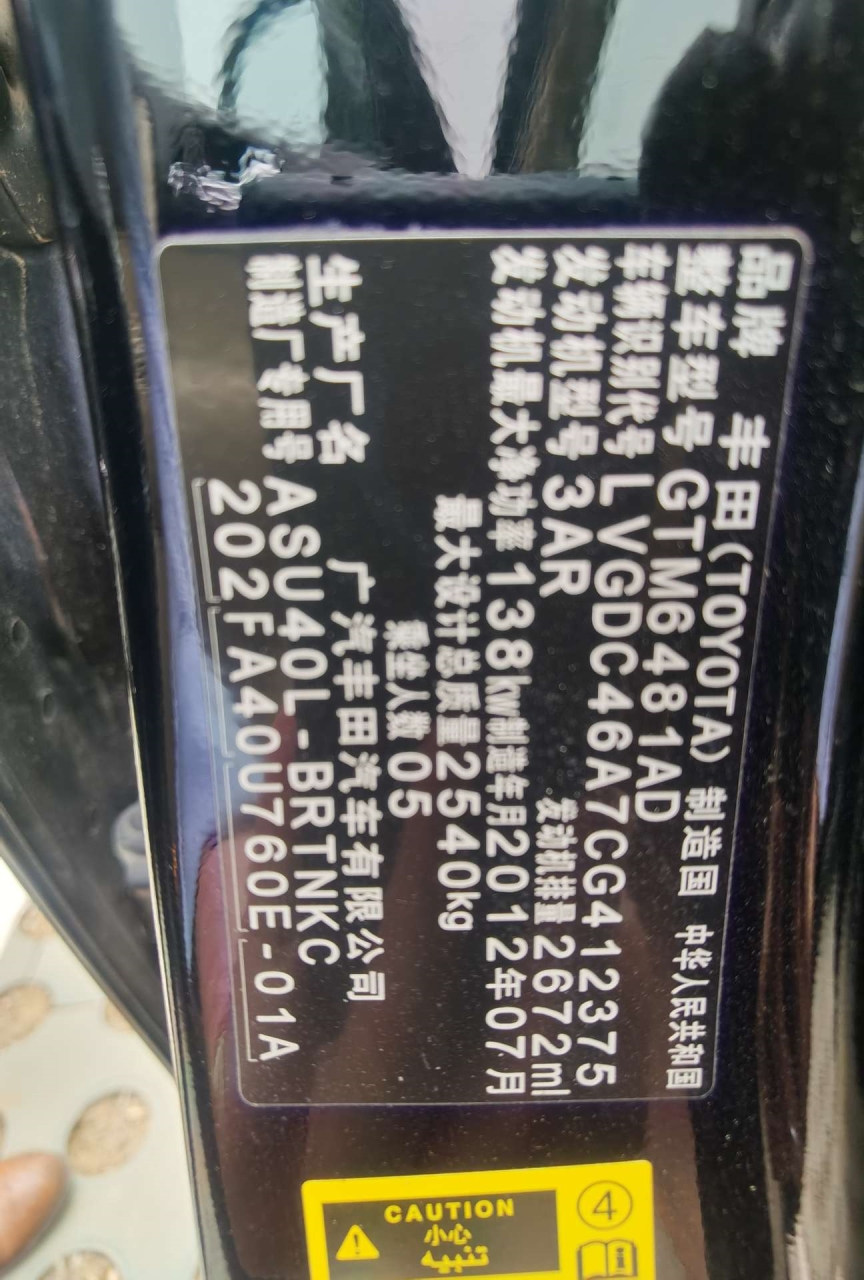 品牌 丰田(TOYOTA) 制造国 中华人民共和国
整车型号 GTM6481AD
车辆识别代号 LVGDC46A7CG412375
发动机型号 3AR 发动机排量 2672ml
发动机最大净功率 138kw 制造年月 2012年07月
最大设计总质量 2540kg
乘坐人数 05
生产厂名 广汽丰田汽车有限公司
制造厂专用号 ASU40L-BRTNKC
202FA40U760E-01A
④
CAUTION
小心
تنبيه